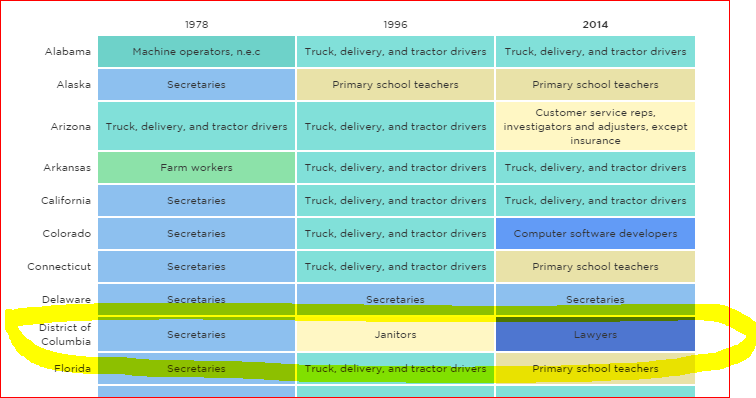 1978 1996 2014
Alabama Machine operators, n.e.c Truck, delivery, and tractor drivers Truck, delivery, and tractor drivers
Alaska Secretaries Primary school teachers Primary school teachers
Arizona Truck, delivery, and tractor drivers Truck, delivery, and tractor drivers Customer service reps,
investigators and adjusters, except
insurance
Arkansas Farm workers Truck, delivery, and tractor drivers Truck, delivery, and tractor drivers
California Secretaries Truck, delivery, and tractor drivers Truck, delivery, and tractor drivers
Colorado Secretaries Truck, delivery, and tractor drivers Computer software developers
Connecticut Secretaries Truck, delivery, and tractor drivers Primary school teachers
Delaware Secretaries Secretaries Secretaries
District of
Columbia Secretaries Janitors Lawyers
Florida Secretaries Truck, delivery, and tractor drivers Primary school teachers